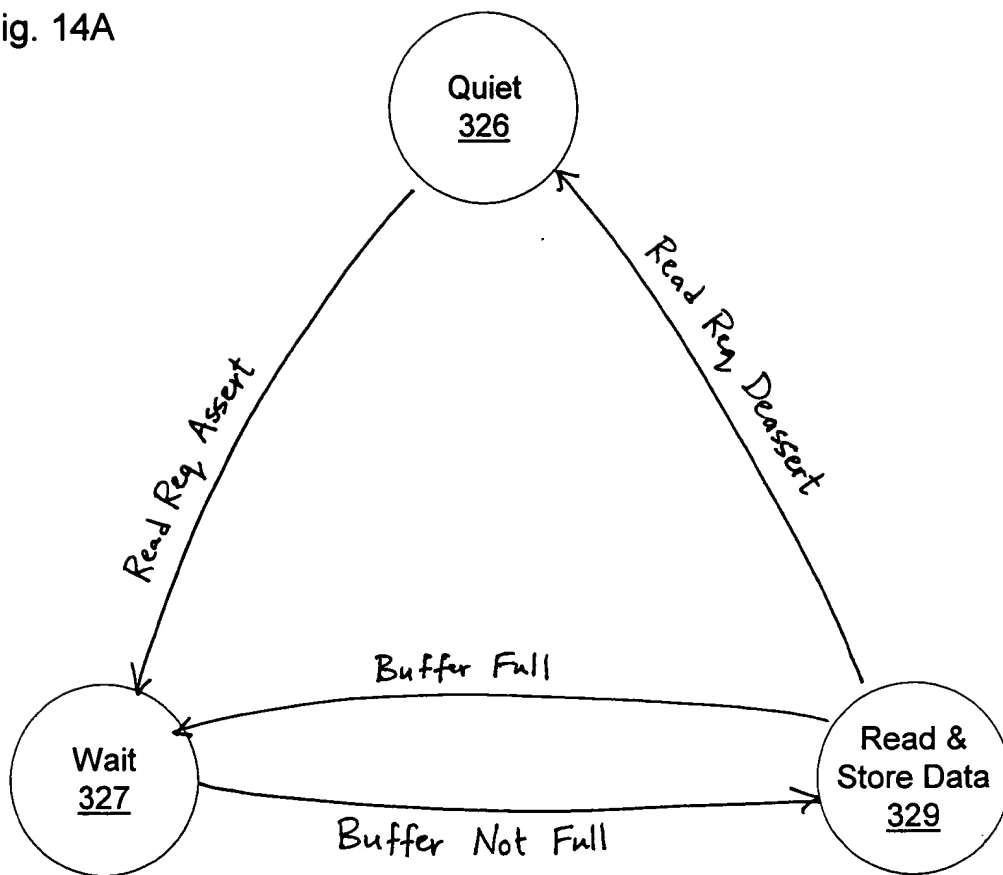 ig. 14A
Quiet
326
Read Req Assert
Read Req Deassert
Buffer Full
Wait
327
Read &
Store Data
329
Buffer Not Full